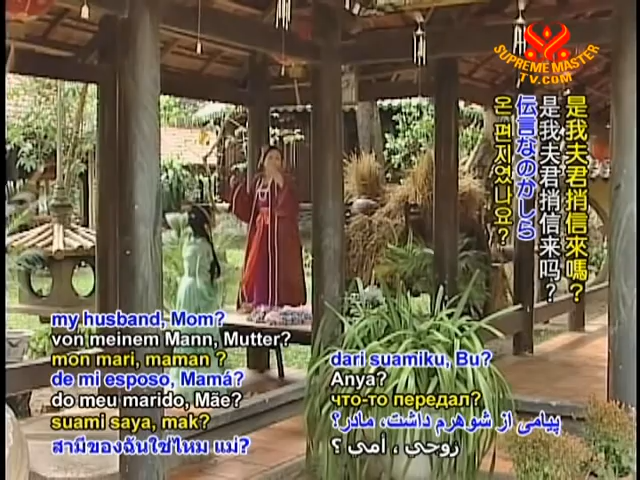 SUPREME MASTER
TV.COM
是我夫君捎信來嗎?
是我夫君捎信来吗?
伝言なのかしら
온 편지였나요?
my husband, Mom?
von meinem Mann, Mutter?
mon mari, maman ?
de mi esposo, Mamá?
do meu marido, Mãe?
suami saya, mak?
สามีของฉันใช่ไหม แม่?
dari suamiku, Bu?
Anya?
что-то передал?
پیامی از شوهرم داشت، مادر؟
زوجي ، أمي ؟